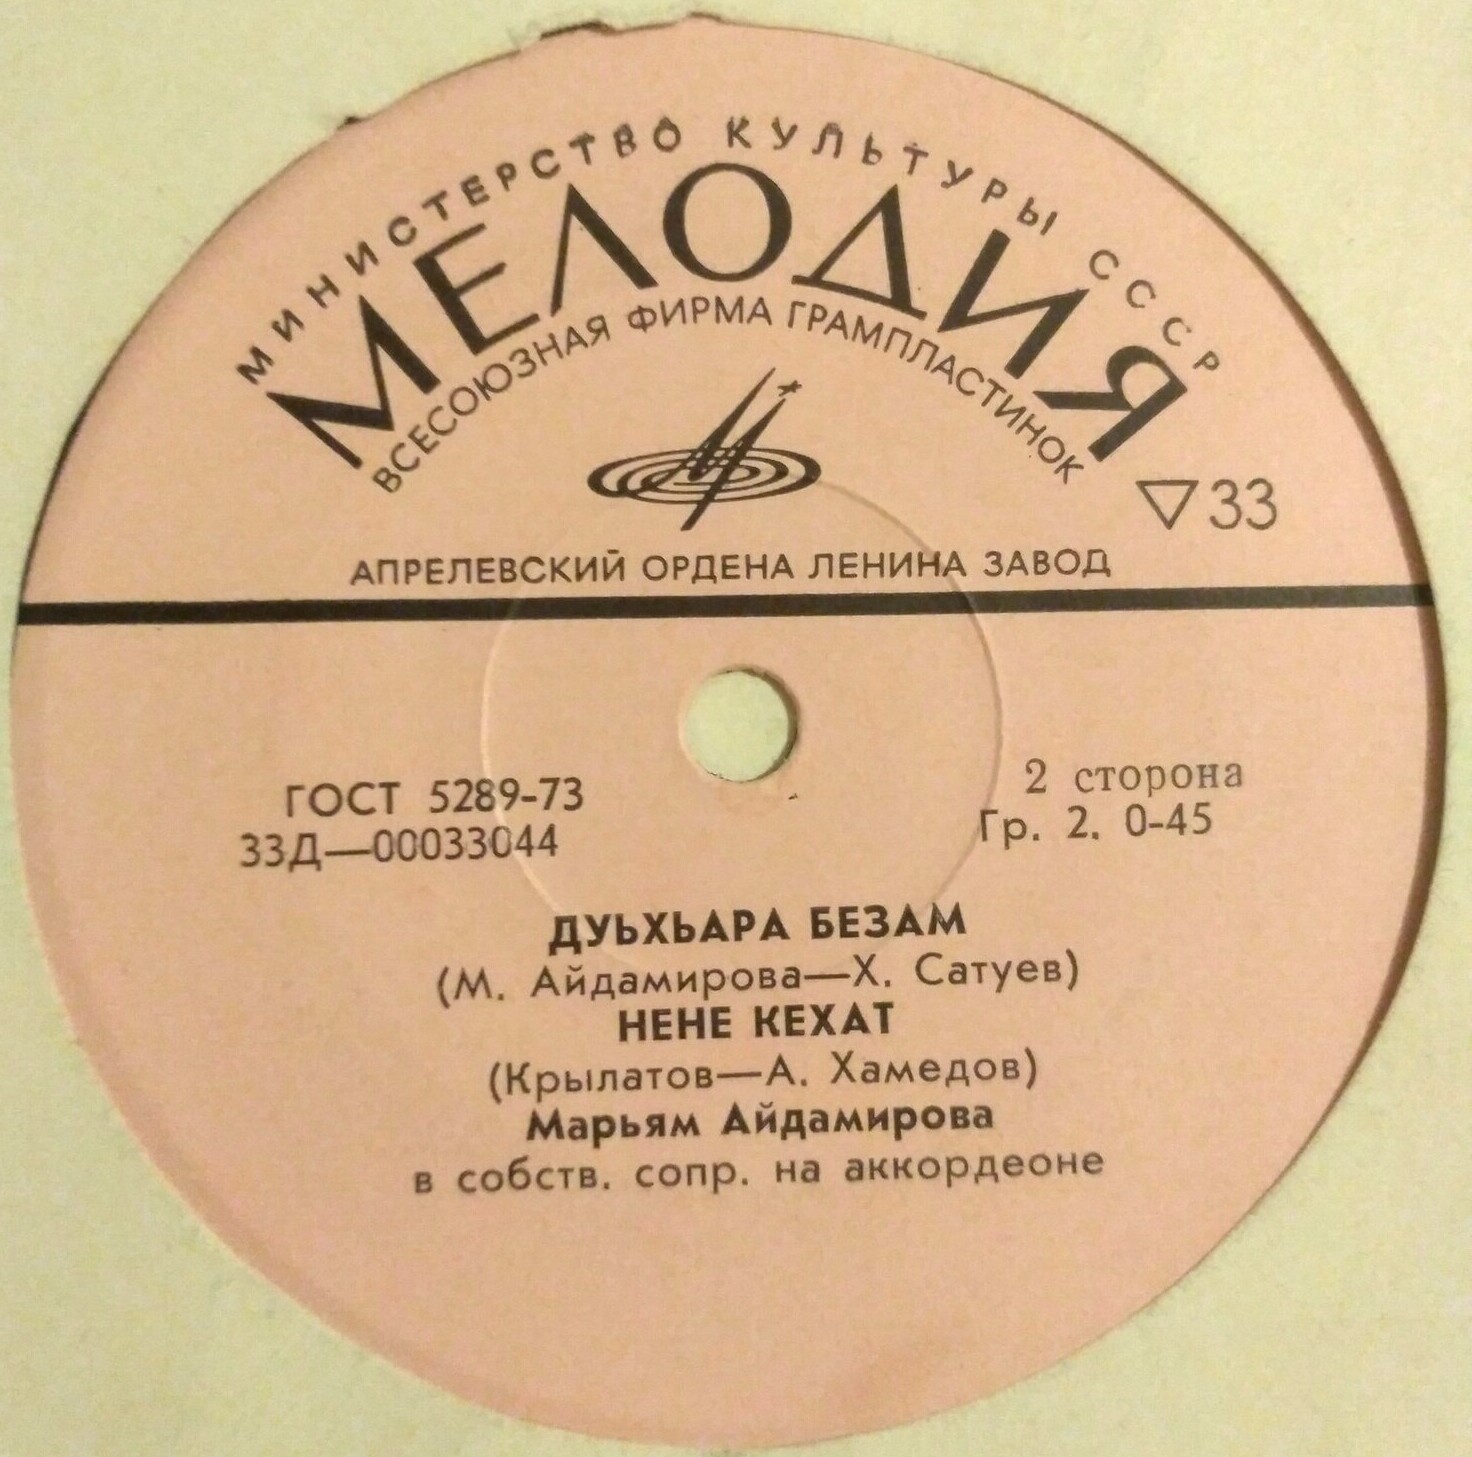 МИНИСТЕРСТВО КУЛЬТУРЫ СССР
МЕЛОДИЯ
ВСЕСОЮЗНАЯ ФИРМА ГРАМПЛАСТИНОК
▽33
АПРЕЛЕВСКИЙ ОРДЕНА ЛЕНИНА ЗАВОД
ГОСТ 5289-73
33Д—00033044
2 сторона
Гр. 2. 0-45
ДУЬХЬАРА БЕЗАМ
(М. Айдамирова—Х. Сатуев)
НЕНЕ КЕХАТ
(Крылатов—А. Хамедов)
Марьям Айдамирова
в собств. сопр. на аккордеоне